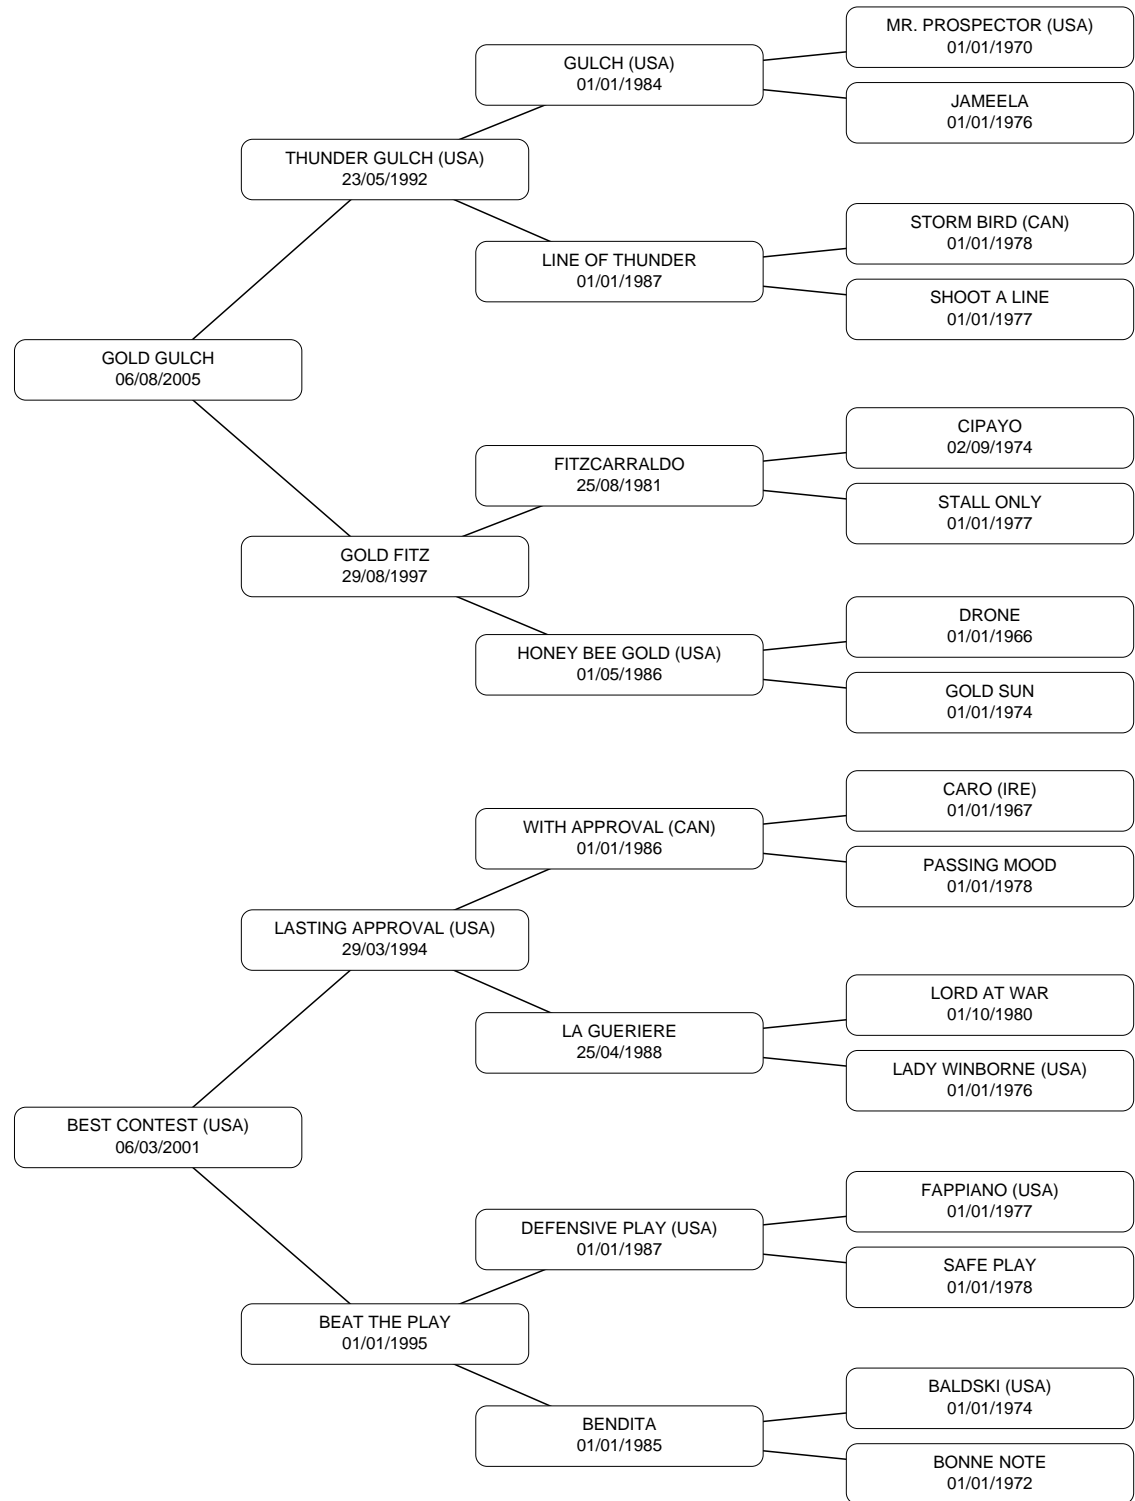 MR. PROSPECTOR (USA)
01/01/1970
GULCH (USA)
01/01/1984
JAMEELA
01/01/1976
THUNDER GULCH (USA)
23/05/1992
STORM BIRD (CAN)
01/01/1978
LINE OF THUNDER
01/01/1987
SHOOT A LINE
01/01/1977
GOLD GULCH
06/08/2005
CIPAYO
02/09/1974
FITZCARRALDO
25/08/1981
STALL ONLY
01/01/1977
GOLD FITZ
29/08/1997
DRONE
01/01/1966
HONEY BEE GOLD (USA)
01/05/1986
GOLD SUN
01/01/1974
CARO (IRE)
01/01/1967
WITH APPROVAL (CAN)
01/01/1986
PASSING MOOD
01/01/1978
LASTING APPROVAL (USA)
29/03/1994
LORD AT WAR
01/10/1980
LA GUERIERE
25/04/1988
LADY WINBORNE (USA)
01/01/1976
BEST CONTEST (USA)
06/03/2001
FAPPIANO (USA)
01/01/1977
DEFENSIVE PLAY (USA)
01/01/1987
SAFE PLAY
01/01/1978
BEAT THE PLAY
01/01/1995
BALDSKI (USA)
01/01/1974
BENDITA
01/01/1985
BONNE NOTE
01/01/1972